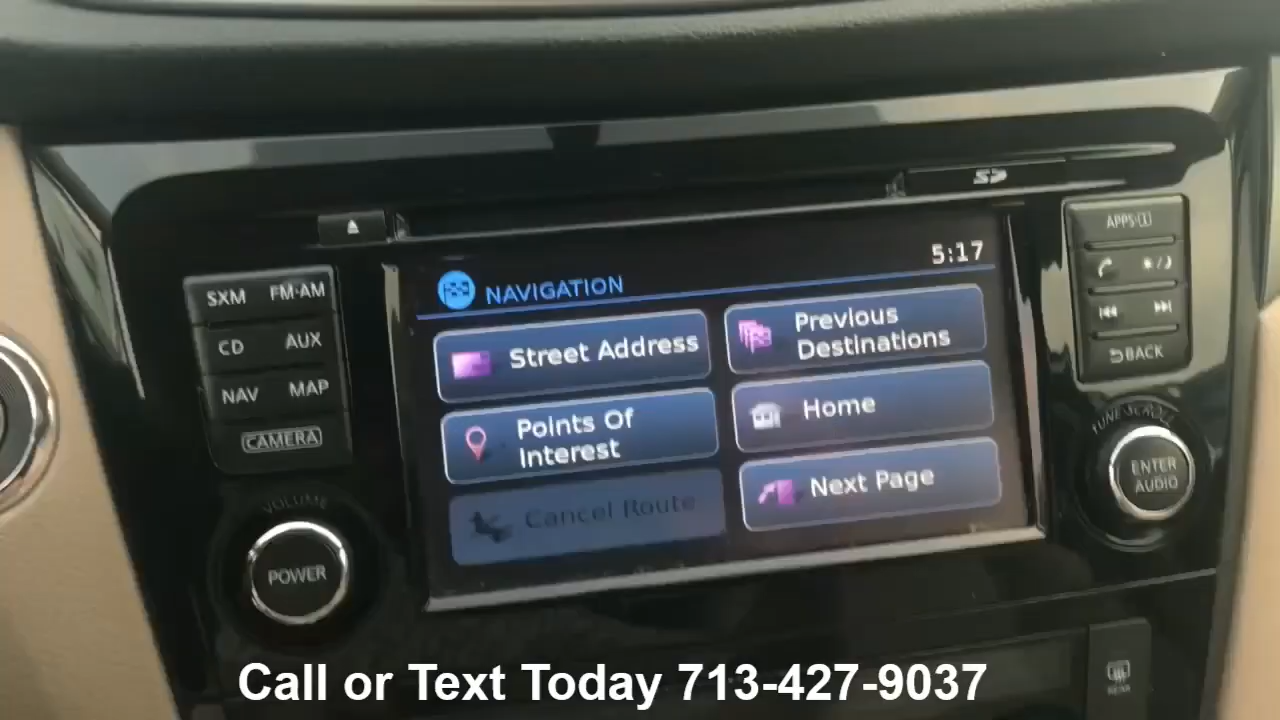 SD
APPS·i
5:17
NAVIGATION
SXM FM·AM
CD AUX
NAV MAP
CAMERA
Street Address
Previous
Destinations
Points Of
Interest
Home
Cancel Route
Next Page
BACK
TUNE·SCROLL
ENTER
AUDIO
VOLUME
POWER
REAR
Call or Text Today 713-427-9037